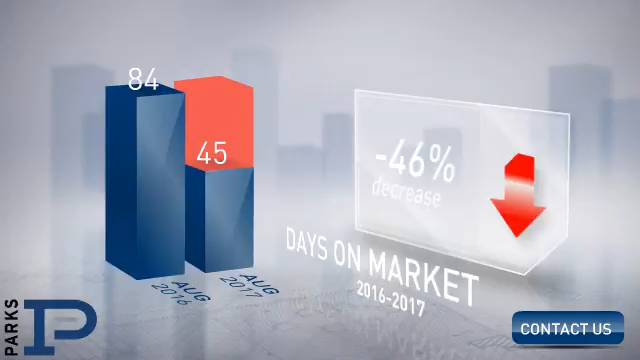 84
45
AUG
2016
AUG
2017
-46%
decrease
DAYS ON MARKET
2016-2017
PARKS
P
CONTACT US